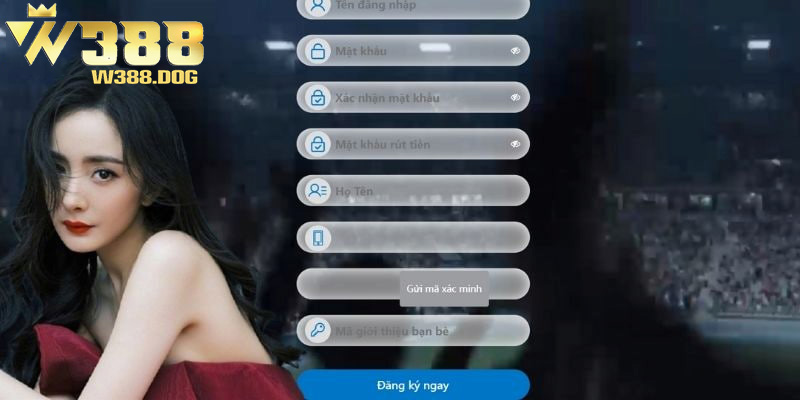 W388
W388.DOG
Tên đăng nhập
Mật khẩu
Xác nhận mật khẩu
Mật khẩu rút tiền
Họ Tên
Gửi mã xác minh
Mã giới thiệu bạn bè
Đăng ký ngay